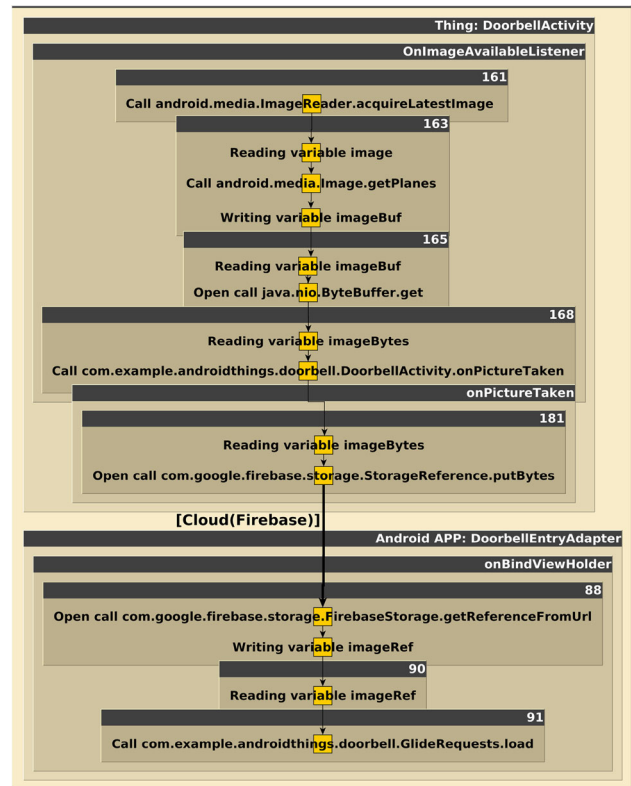 Thing: DoorbellActivity
OnImageAvailableListener
161
Call android.media.ImageReader.acquireLatestImage
163
Reading variable image
Call android.media.Image.getPlanes
Writing variable imageBuf
165
Reading variable imageBuf
Open call java.nio.ByteBuffer.get
168
Reading variable imageBytes
Call com.example.androidthings.doorbell.DoorbellActivity.onPictureTaken
onPictureTaken
181
Reading variable imageBytes
Open call com.google.firebase.storage.StorageReference.putBytes
[Cloud(Firebase)]
Android APP: DoorbellEntryAdapter
onBindViewHolder
88
Open call com.google.firebase.storage.FirebaseStorage.getReferenceFromUrl
Writing variable imageRef
90
Reading variable imageRef
91
Call com.example.androidthings.doorbell.GlideRequests.load